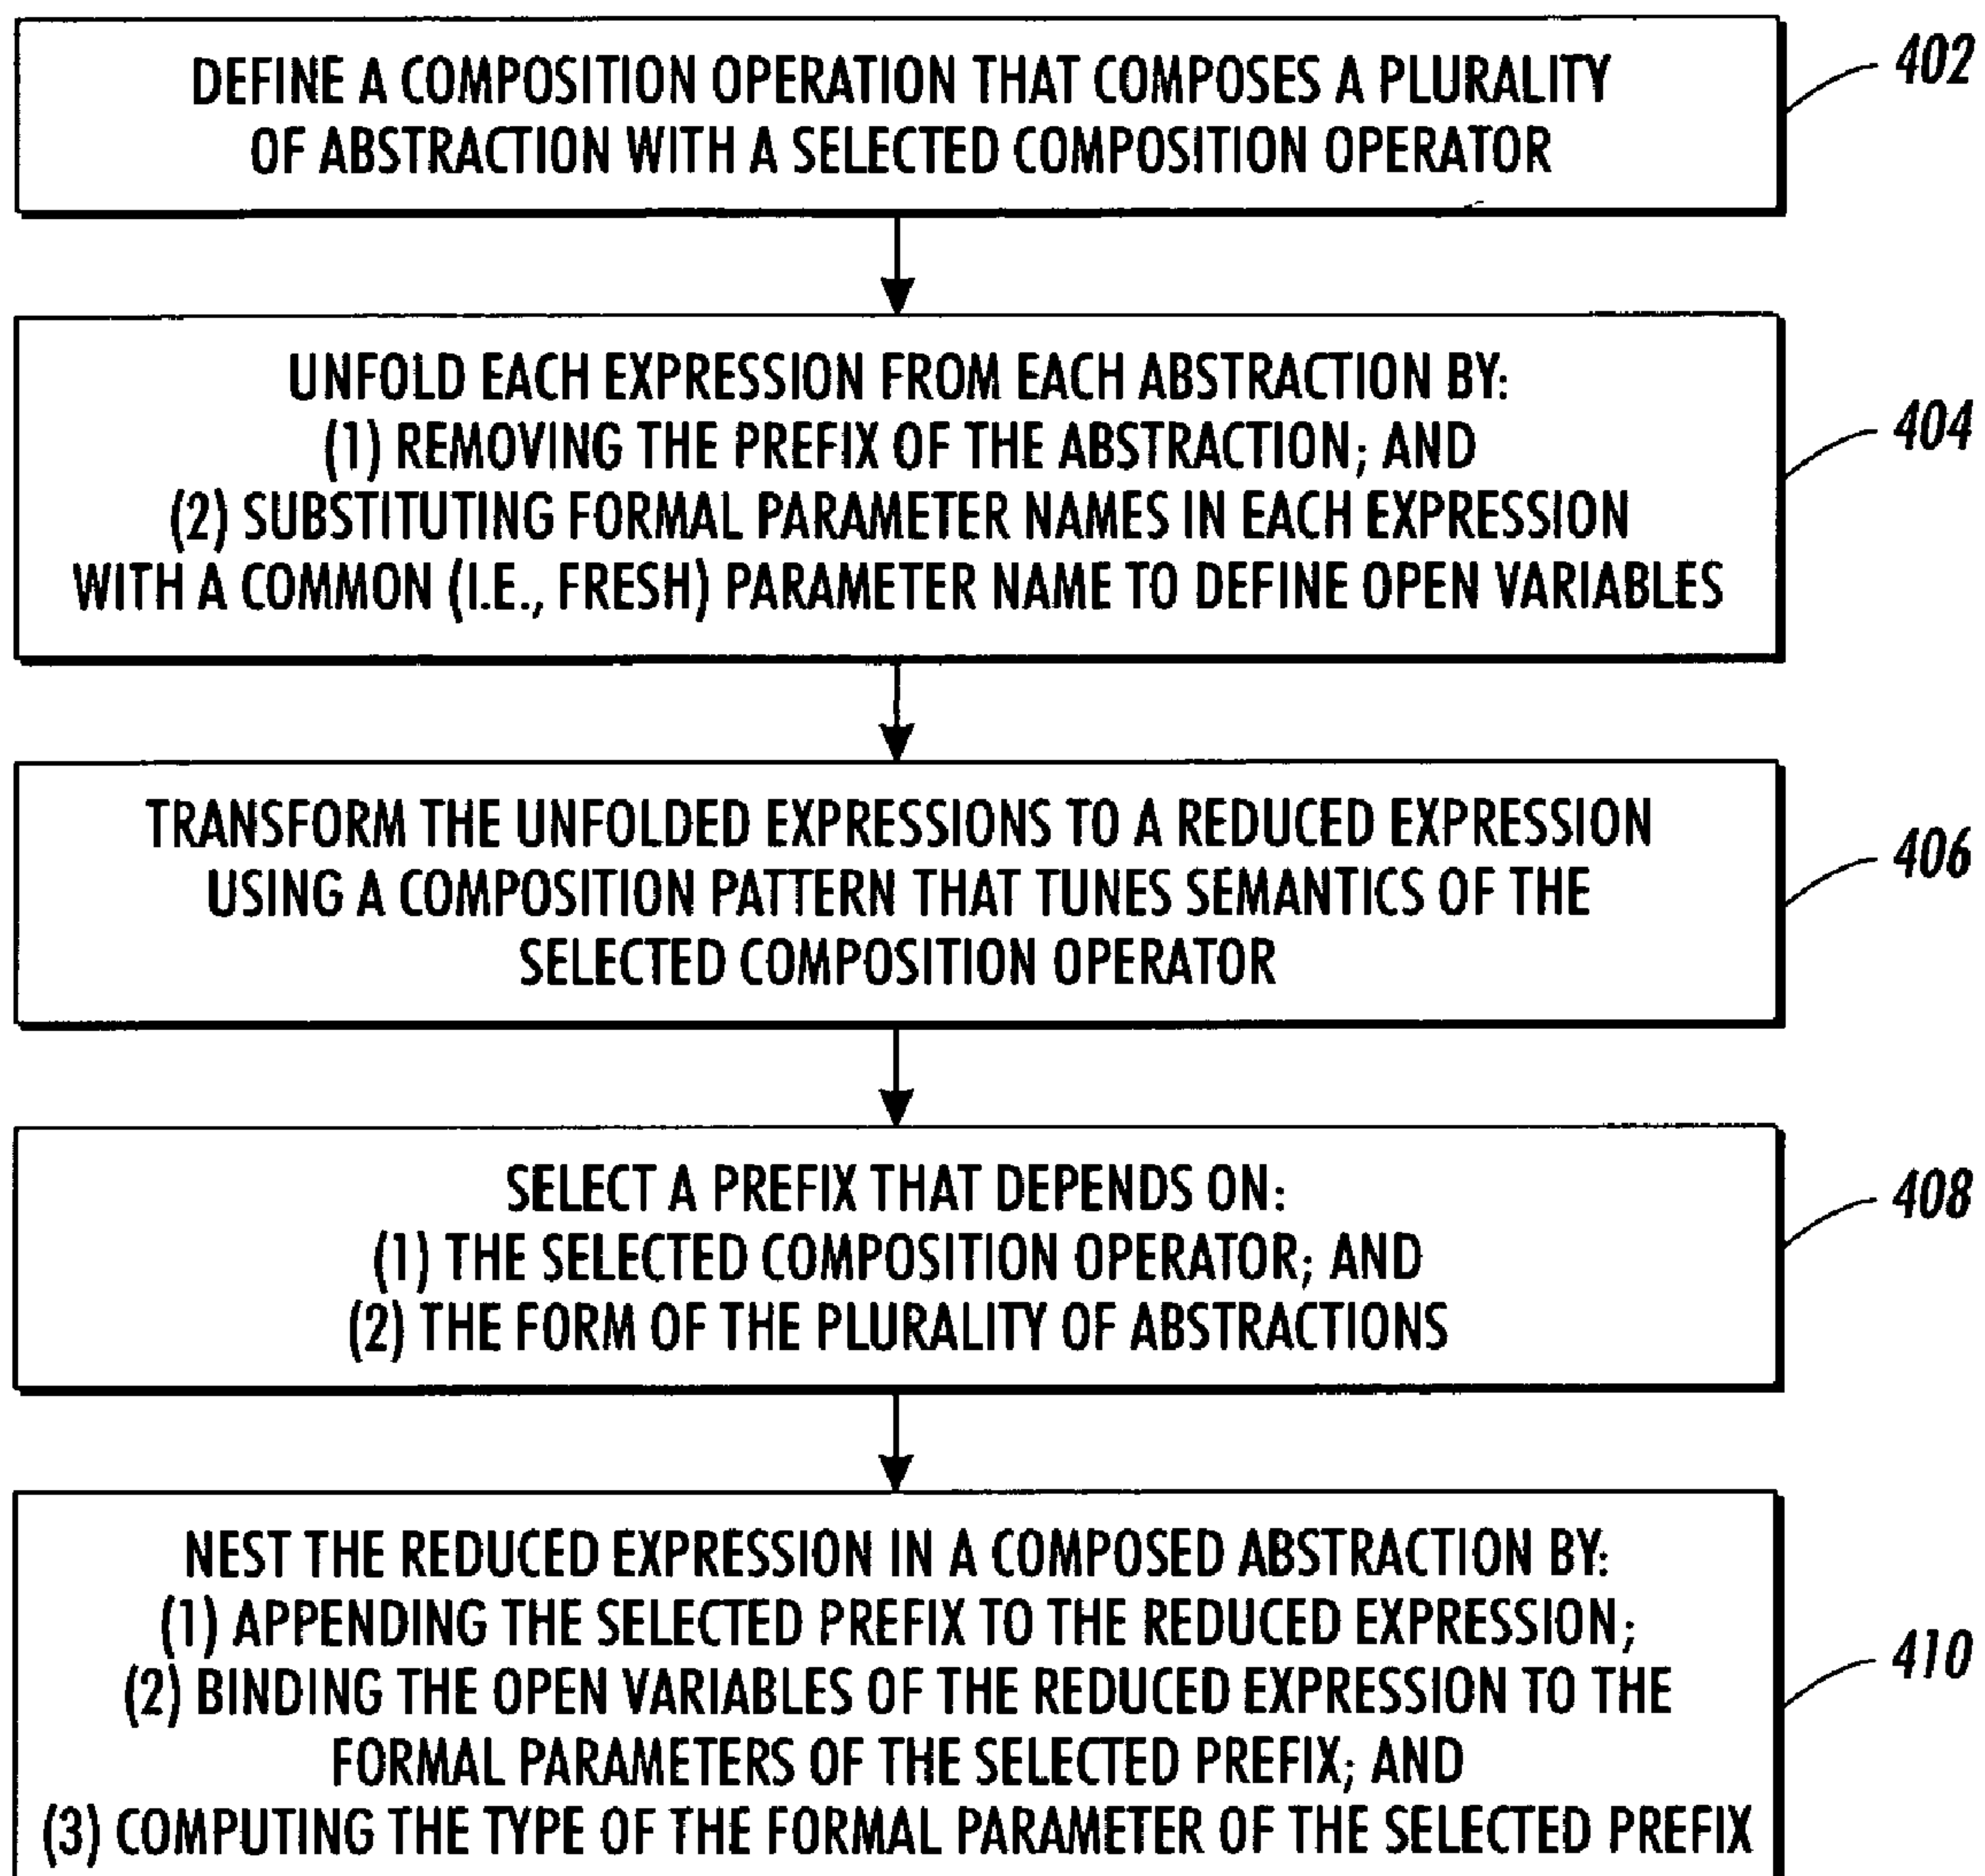 DEFINE A COMPOSITION OPERATION THAT COMPOSES A PLURALITY
OF ABSTRACTION WITH A SELECTED COMPOSITION OPERATOR
402
UNFOLD EACH EXPRESSION FROM EACH ABSTRACTION BY:
(1) REMOVING THE PREFIX OF THE ABSTRACTION; AND
(2) SUBSTITUTING FORMAL PARAMETER NAMES IN EACH EXPRESSION
WITH A COMMON (I.E., FRESH) PARAMETER NAME TO DEFINE OPEN VARIABLES
404
TRANSFORM THE UNFOLDED EXPRESSIONS TO A REDUCED EXPRESSION
USING A COMPOSITION PATTERN THAT TUNES SEMANTICS OF THE
SELECTED COMPOSITION OPERATOR
406
SELECT A PREFIX THAT DEPENDS ON:
(1) THE SELECTED COMPOSITION OPERATOR; AND
(2) THE FORM OF THE PLURALITY OF ABSTRACTIONS
408
NEST THE REDUCED EXPRESSION IN A COMPOSED ABSTRACTION BY:
(1) APPENDING THE SELECTED PREFIX TO THE REDUCED EXPRESSION;
(2) BINDING THE OPEN VARIABLES OF THE REDUCED EXPRESSION TO THE
FORMAL PARAMETERS OF THE SELECTED PREFIX; AND
(3) COMPUTING THE TYPE OF THE FORMAL PARAMETER OF THE SELECTED PREFIX
410